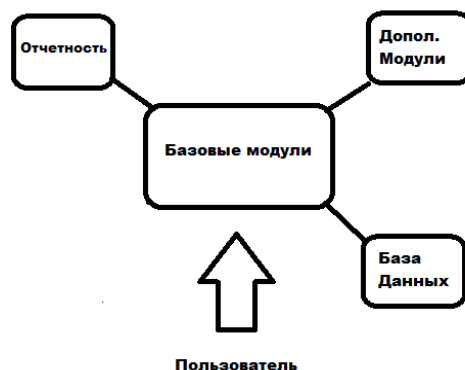 Отчетность
Допол.
Модули
Базовые модули
База
Данных
Пользователь